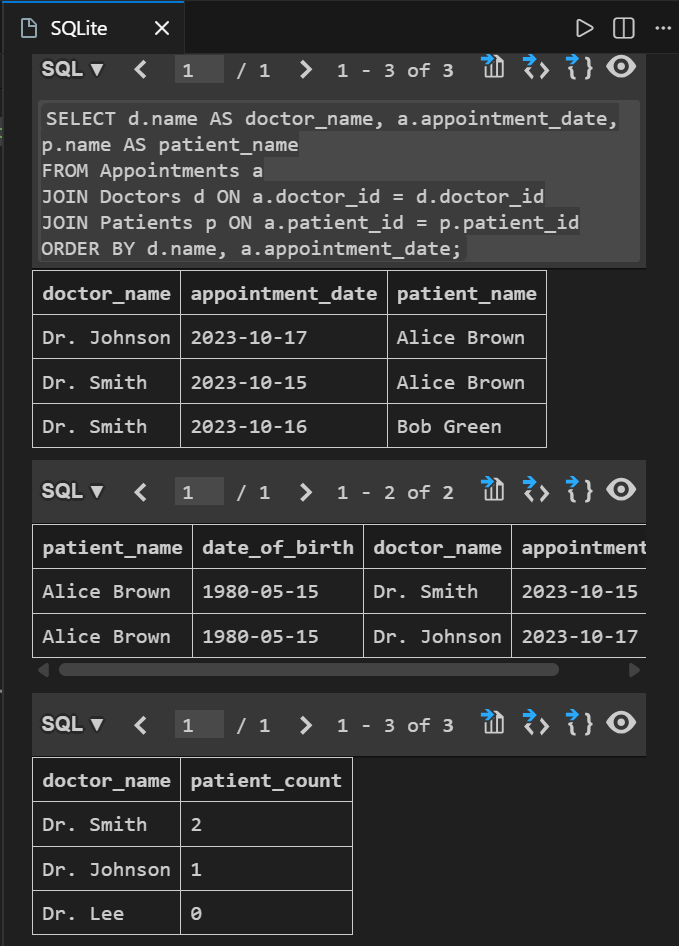 SQLite
SQL ▼ 1 / 1 1 - 3 of 3
SELECT d.name AS doctor_name, a.appointment_date,
p.name AS patient_name
FROM Appointments a
JOIN Doctors d ON a.doctor_id = d.doctor_id
JOIN Patients p ON a.patient_id = p.patient_id
ORDER BY d.name, a.appointment_date;
doctor_name appointment_date patient_name
Dr. Johnson 2023-10-17 Alice Brown
Dr. Smith 2023-10-15 Alice Brown
Dr. Smith 2023-10-16 Bob Green
SQL ▼ 1 / 1 1 - 2 of 2
patient_name date_of_birth doctor_name appointment
Alice Brown 1980-05-15 Dr. Smith 2023-10-15
Alice Brown 1980-05-15 Dr. Johnson 2023-10-17
SQL ▼ 1 / 1 1 - 3 of 3
doctor_name patient_count
Dr. Smith 2
Dr. Johnson 1
Dr. Lee 0